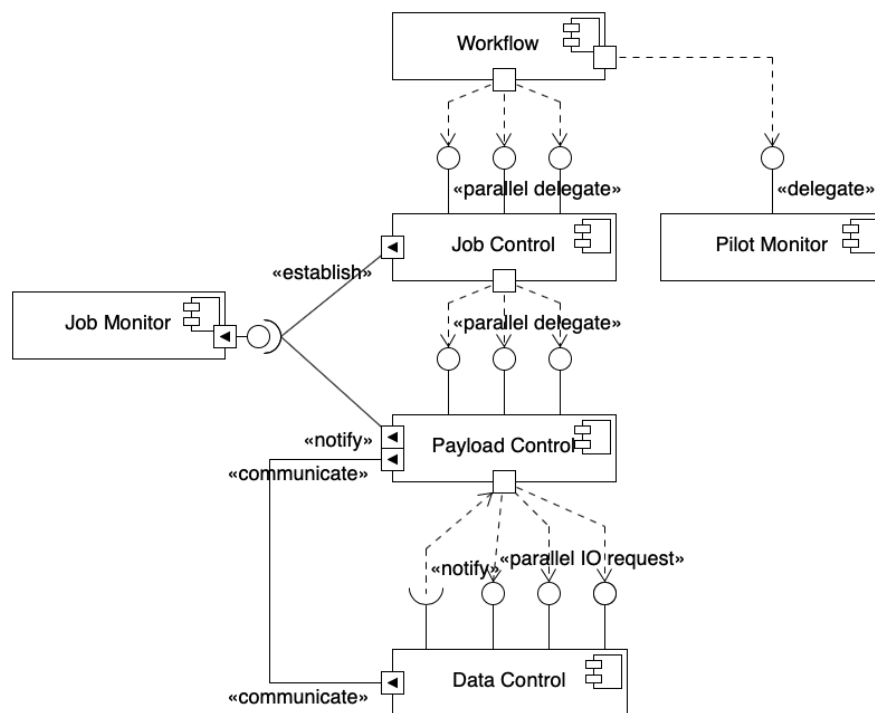 Workflow
«parallel delegate»
«delegate»
Job Control
Pilot Monitor
«establish»
Job Monitor
«parallel delegate»
Payload Control
«notify»
«communicate»
«notify»
«parallel IO request»
Data Control
«communicate»